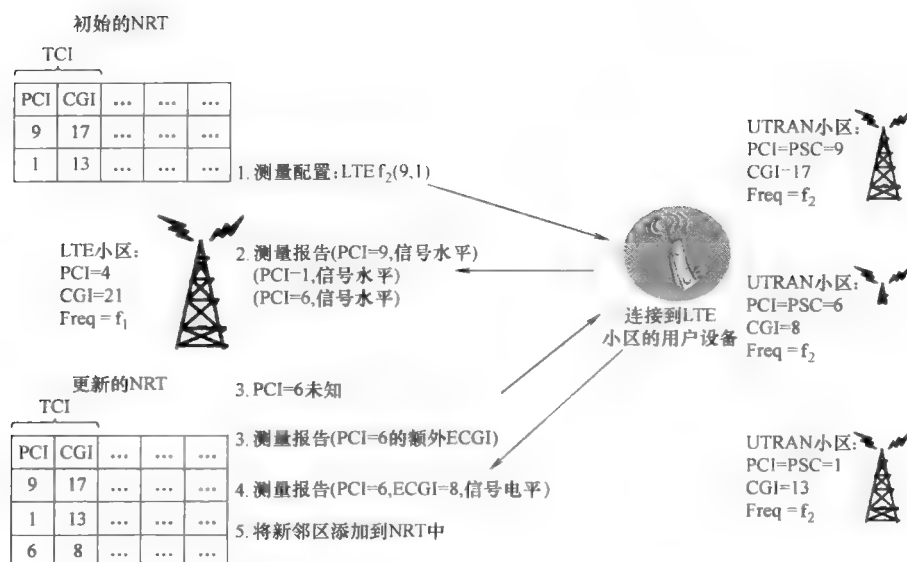 初始的NRT
TCI
PCI CGI ... ... ...
9 17 ... ... ...
1 13 ... ... ...
1. 测量配置:LTE f₂(9,1)
LTE小区:
PCI=4
CGI=21
Freq = f₁
2. 测量报告(PCI=9,信号水平)
(PCI=1,信号水平)
(PCI=6,信号水平)
连接到LTE
小区的用户设备
UTRAN小区:
PCI=PSC=9
CGI=17
Freq = f₂
UTRAN小区:
PCI=PSC=6
CGI=8
Freq = f₂
UTRAN小区:
PCI=PSC=1
CGI=13
Freq = f₂
更新的NRT
TCI
PCI CGI ... ... ...
9 17 ... ... ...
1 13 ... ... ...
6 8 ... ... ...
3. PCI=6未知
3. 测量报告(PCI=6的额外ECGI)
4. 测量报告(PCI=6,ECGI=8,信号电平)
5. 将新邻区添加到NRT中